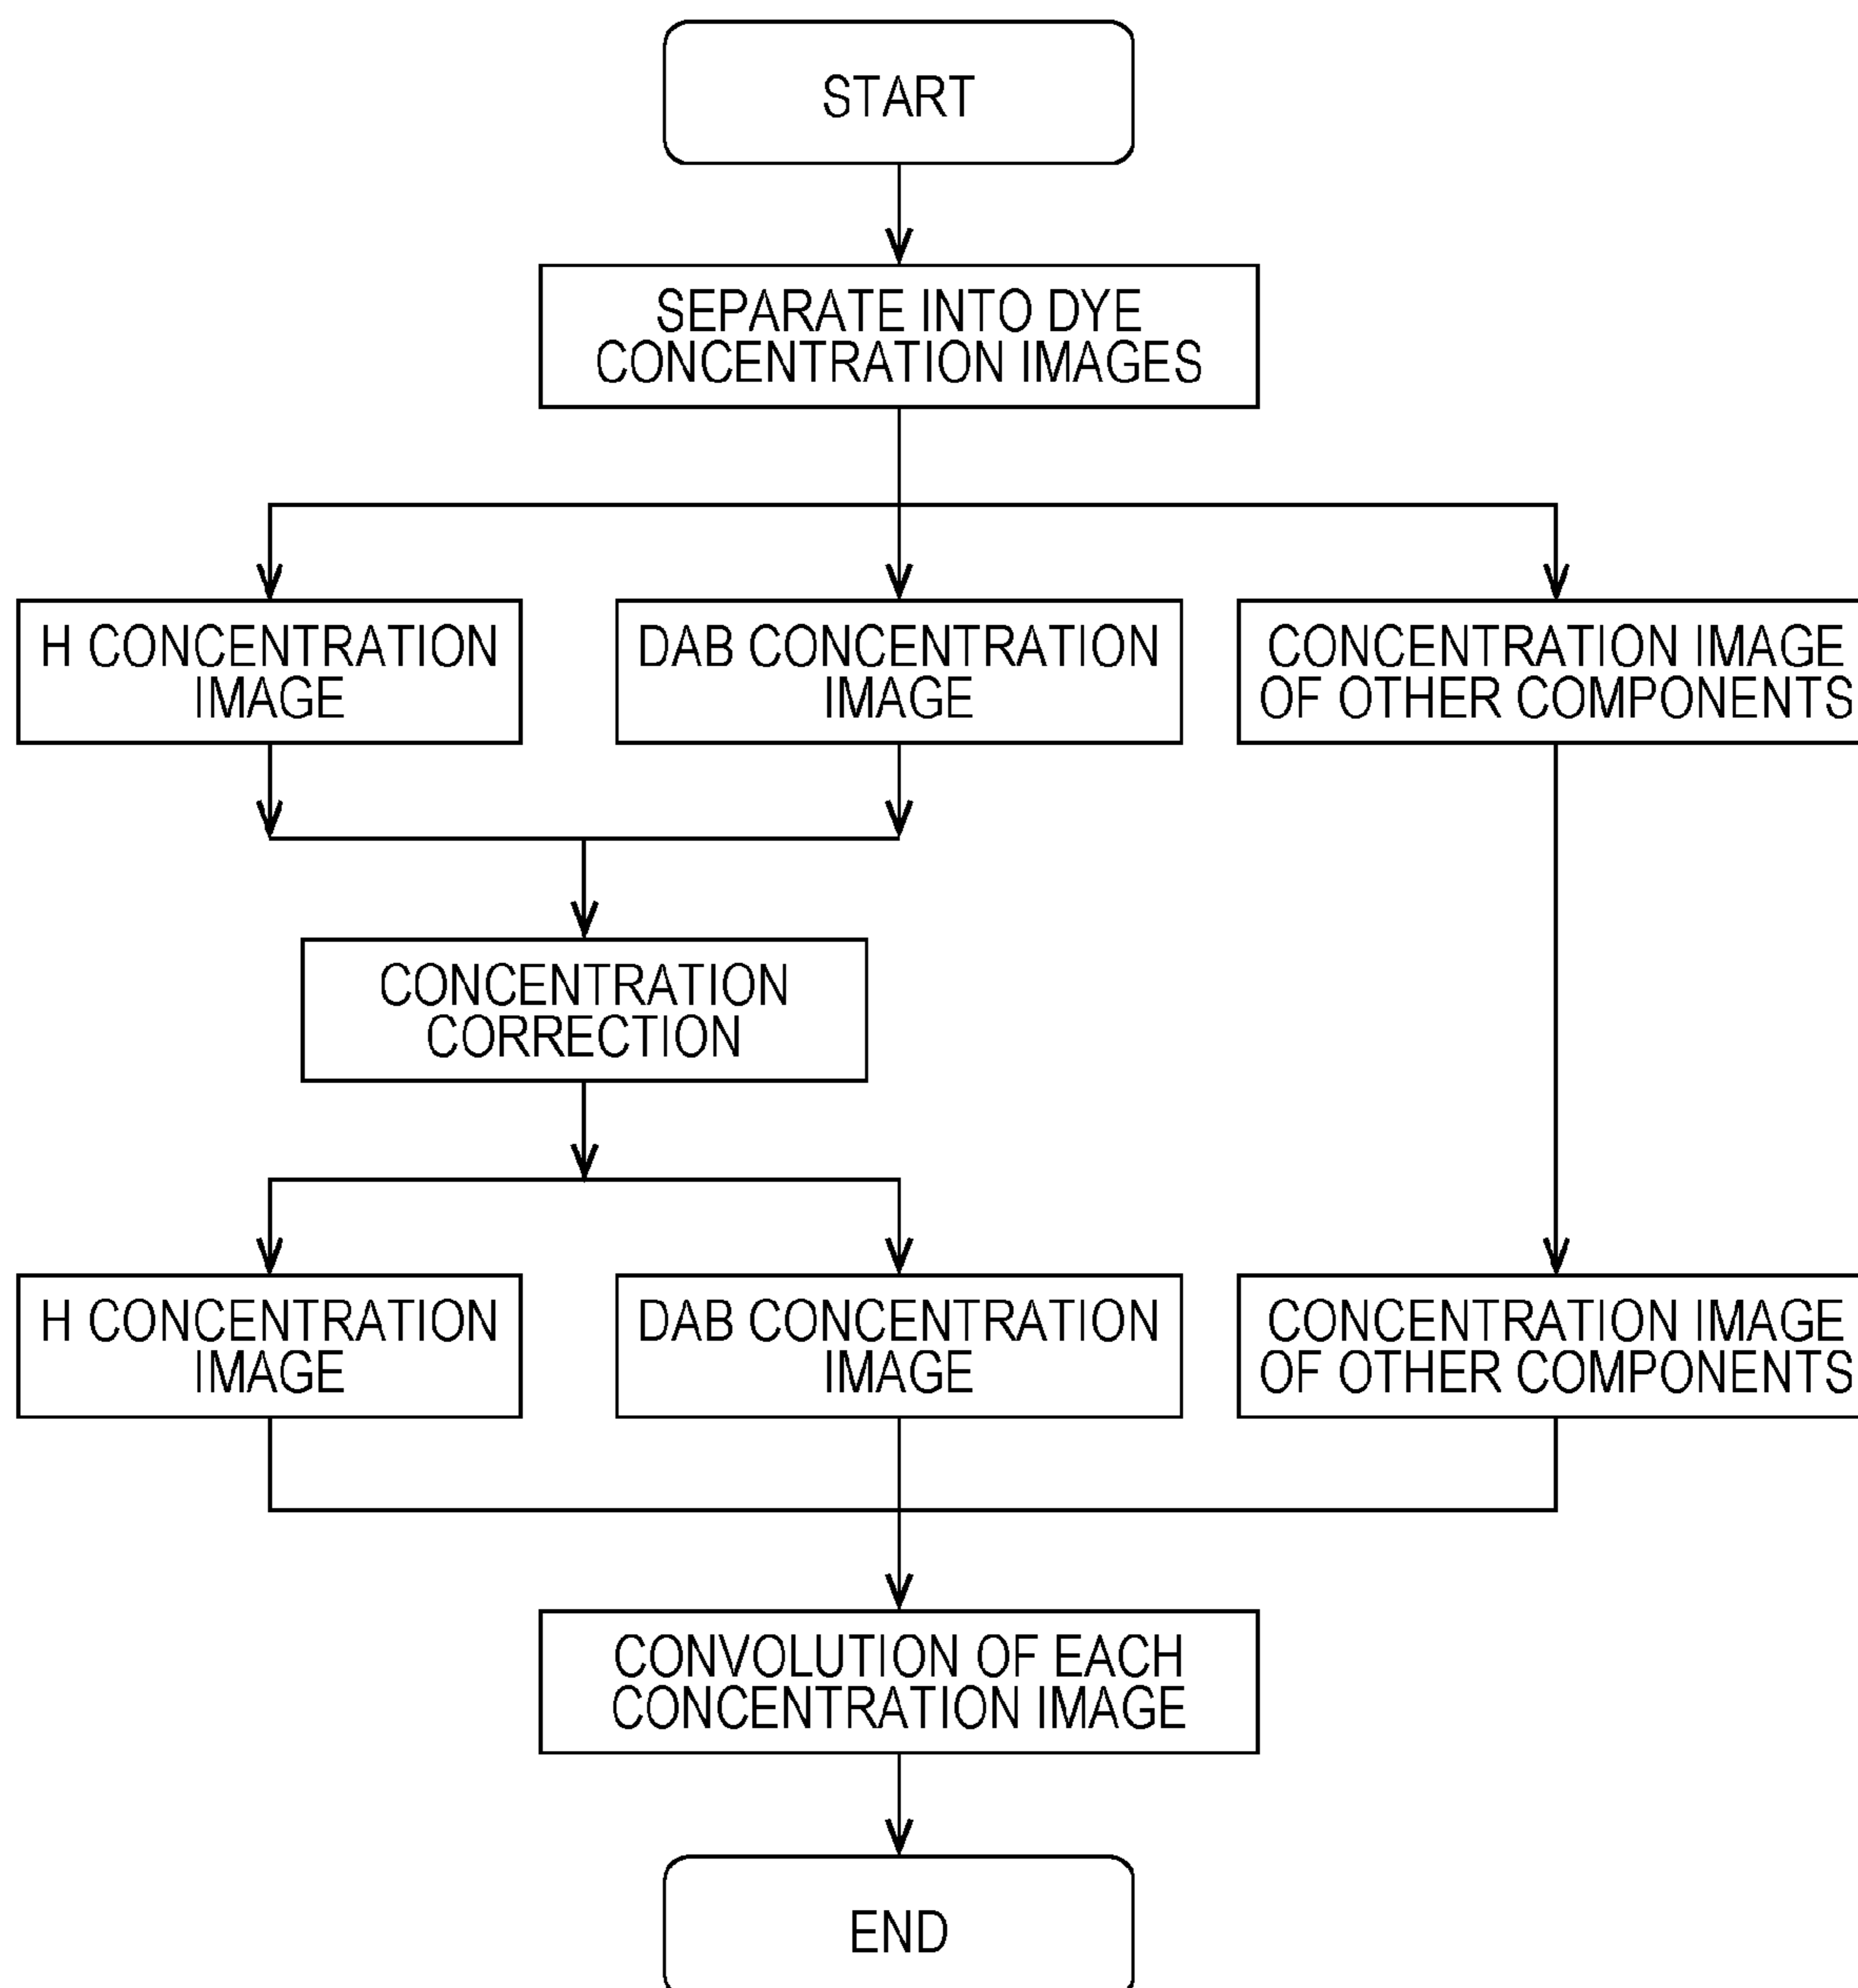 START
SEPARATE INTO DYE
CONCENTRATION IMAGES
H CONCENTRATION
IMAGE
DAB CONCENTRATION
IMAGE
CONCENTRATION IMAGE
OF OTHER COMPONENTS
CONCENTRATION
CORRECTION
H CONCENTRATION
IMAGE
DAB CONCENTRATION
IMAGE
CONCENTRATION IMAGE
OF OTHER COMPONENTS
CONVOLUTION OF EACH
CONCENTRATION IMAGE
END